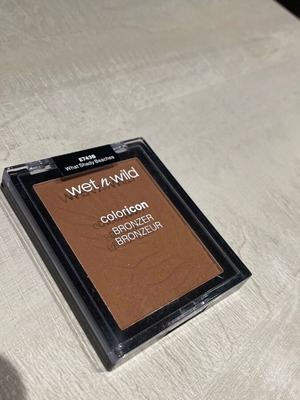 E743B
What Shady Beaches
wet n wild
coloricon
BRONZER
BRONZEUR